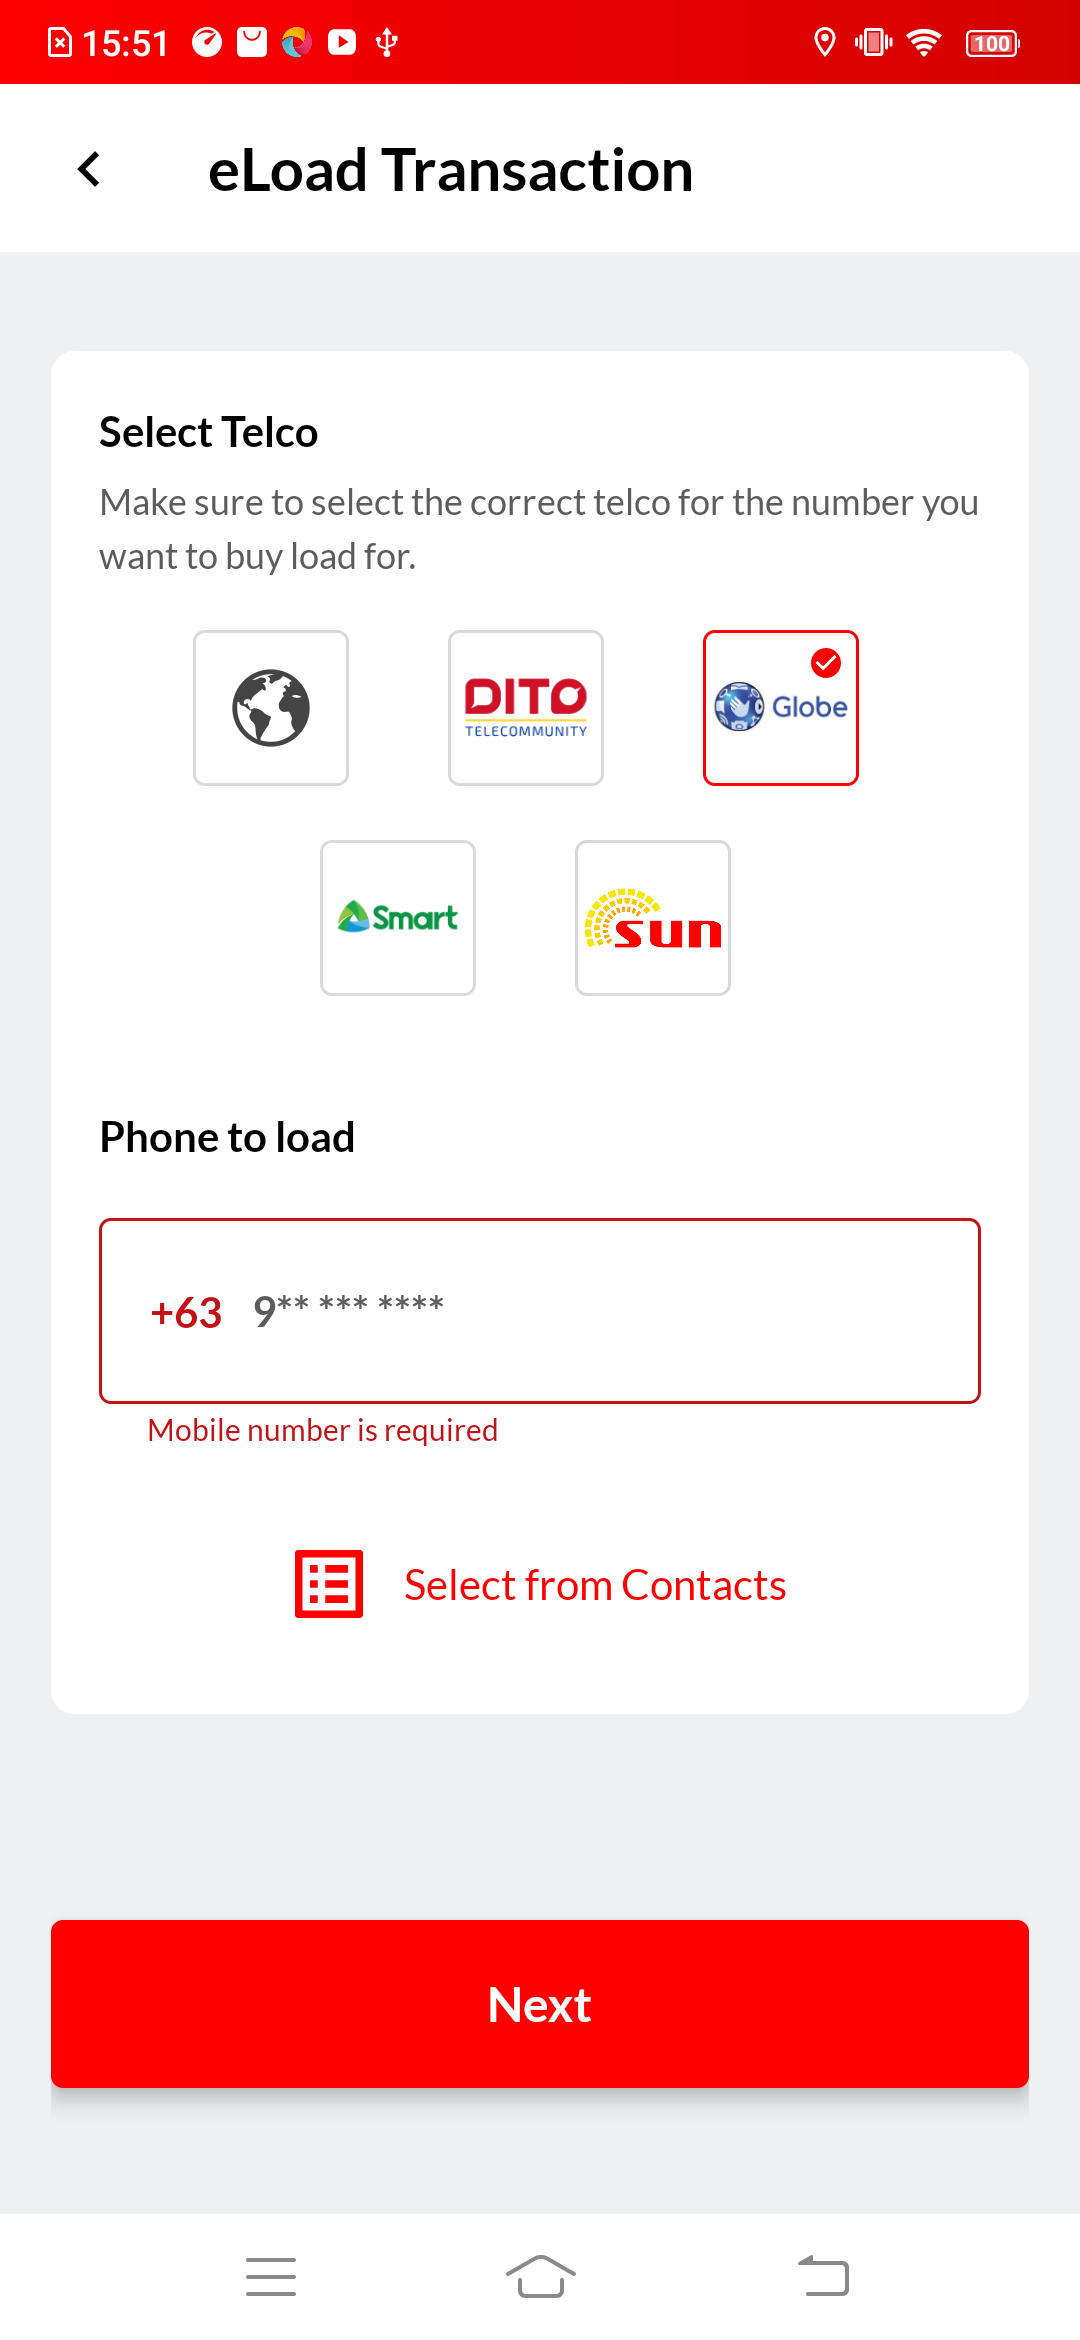 15:51
100
eLoad Transaction
Select Telco
Make sure to select the correct telco for the number you
want to buy load for.
DITO
TELECOMMUNITY
Globe
Smart
sun
Phone to load
+63 9** *** ****
Mobile number is required
Select from Contacts
Next